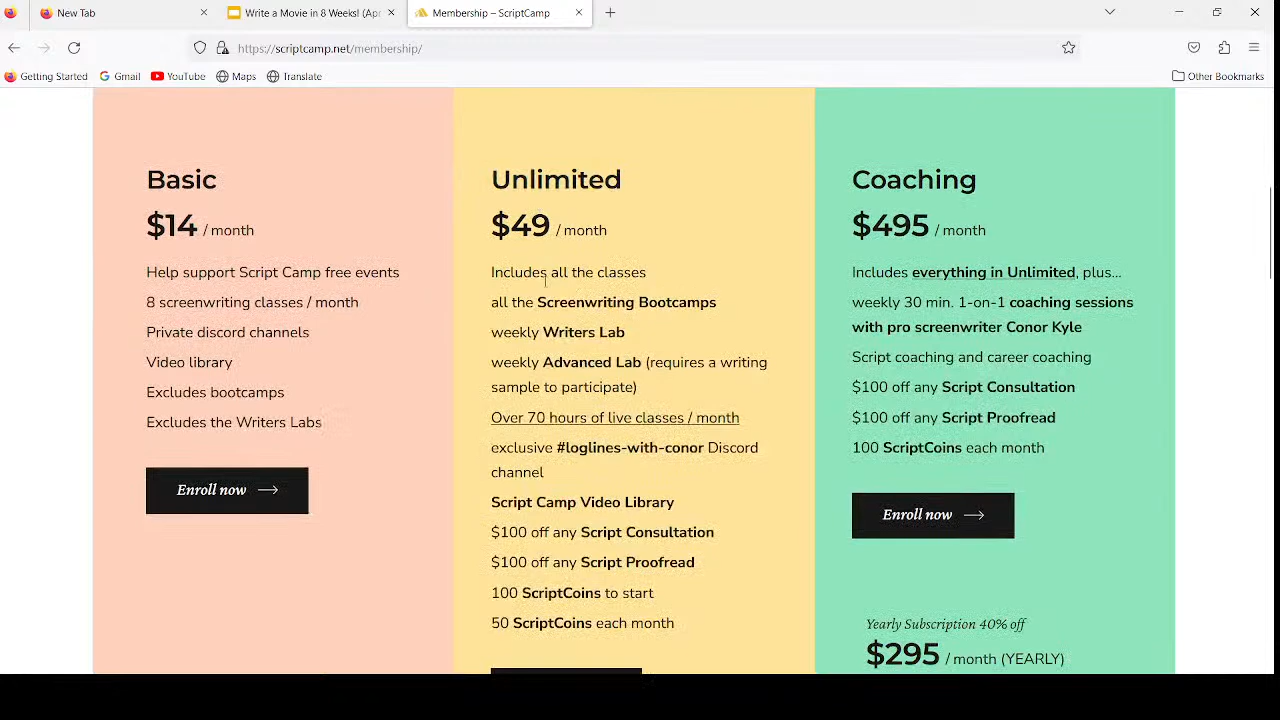 New Tab
Write a Movie in 8 Weeks! (Apr
Membership – ScriptCamp
https://scriptcamp.net/membership/
Getting Started
Gmail
YouTube
Maps
Translate
Other Bookmarks
Basic
$14 / month
Help support Script Camp free events
8 screenwriting classes / month
Private discord channels
Video library
Excludes bootcamps
Excludes the Writers Labs
Enroll now
Unlimited
$49 / month
Includes all the classes
all the Screenwriting Bootcamps
weekly Writers Lab
weekly Advanced Lab (requires a writing
sample to participate)
Over 70 hours of live classes / month
exclusive #loglines-with-conor Discord
channel
Script Camp Video Library
$100 off any Script Consultation
$100 off any Script Proofread
100 ScriptCoins to start
50 ScriptCoins each month
Coaching
$495 / month
Includes everything in Unlimited, plus...
weekly 30 min. 1-on-1 coaching sessions
with pro screenwriter Conor Kyle
Script coaching and career coaching
$100 off any Script Consultation
$100 off any Script Proofread
100 ScriptCoins each month
Enroll now
Yearly Subscription 40% off
$295 / month (YEARLY)